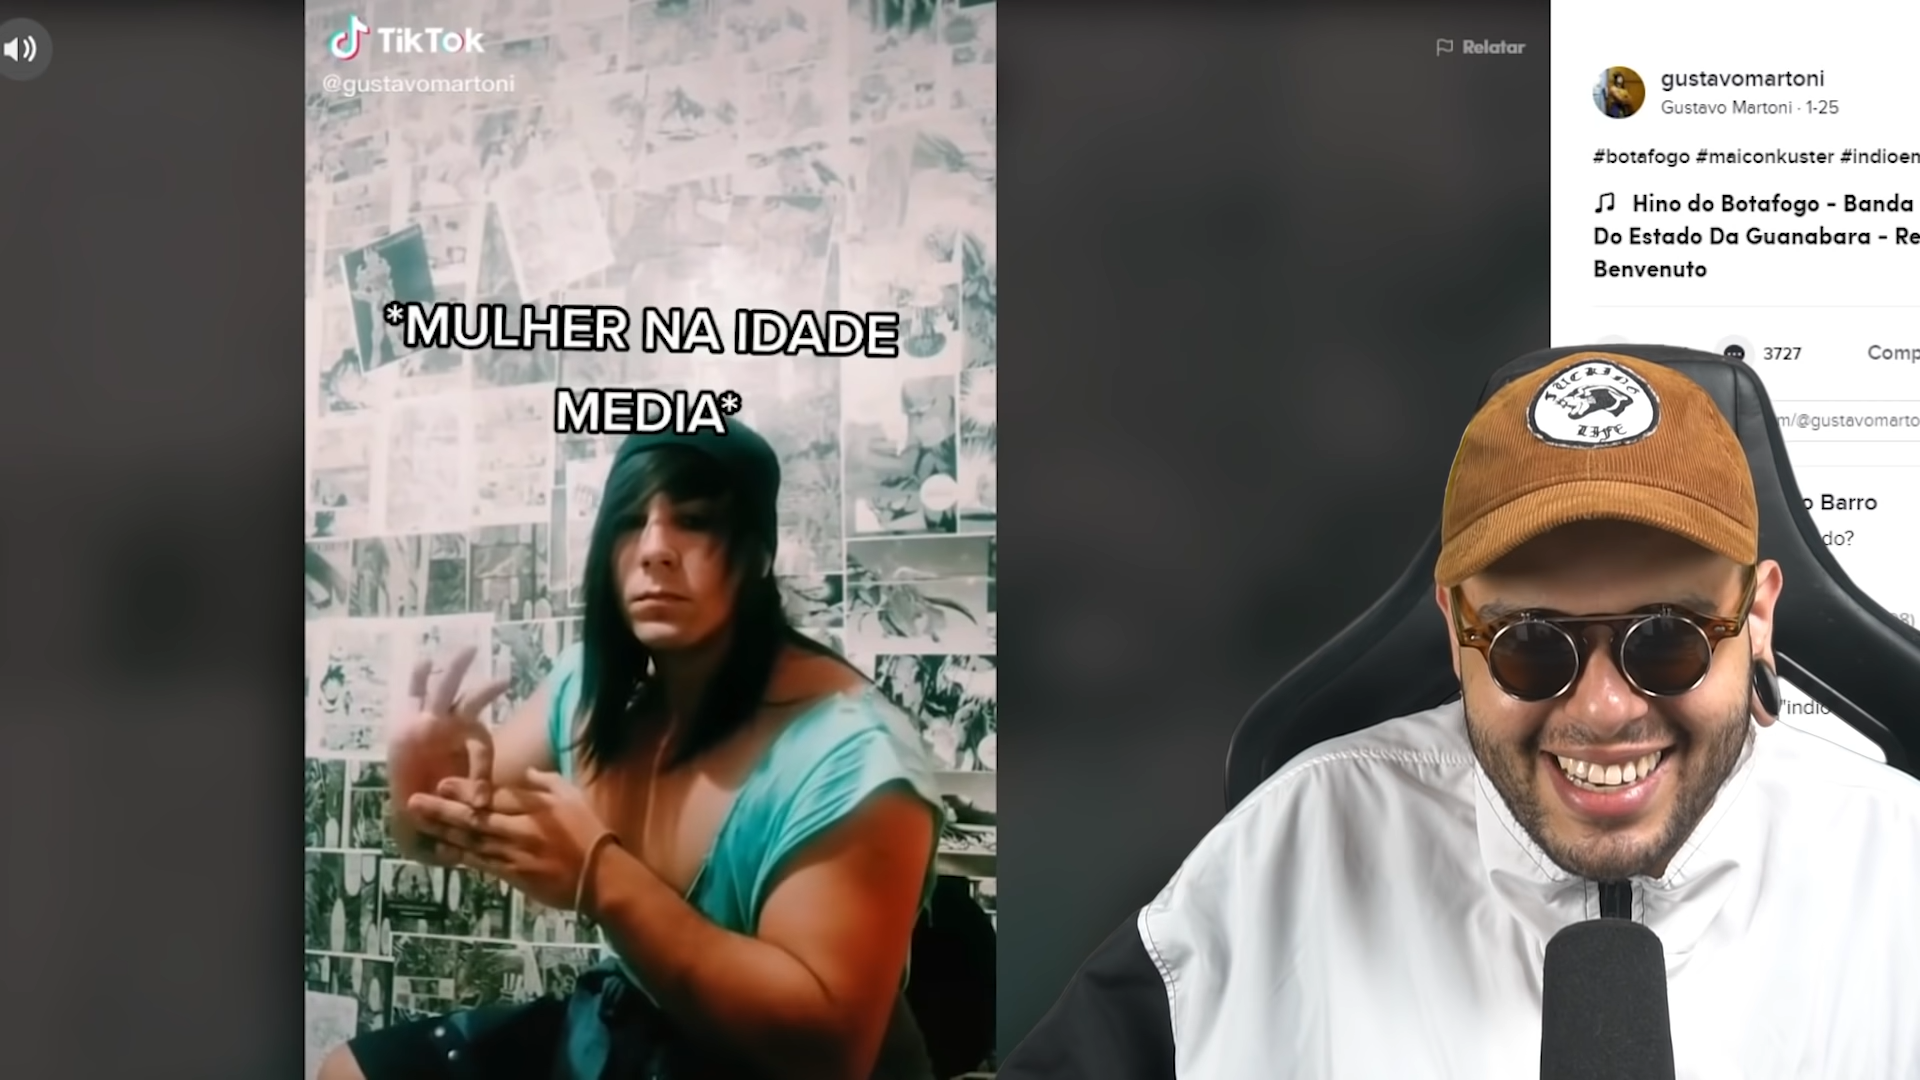 TikTok
@gustavomartoni
*MULHER NA IDADE
MEDIA*
Relatar
gustavomartoni
Gustavo Martoni · 1-25
#botafogo #maiconkuster #indioen
Hino do Botafogo - Banda
Do Estado Da Guanabara - Re
Benvenuto
3727
Comp
m/@gustavomarto
o Barro
do?
"indio
LIFE